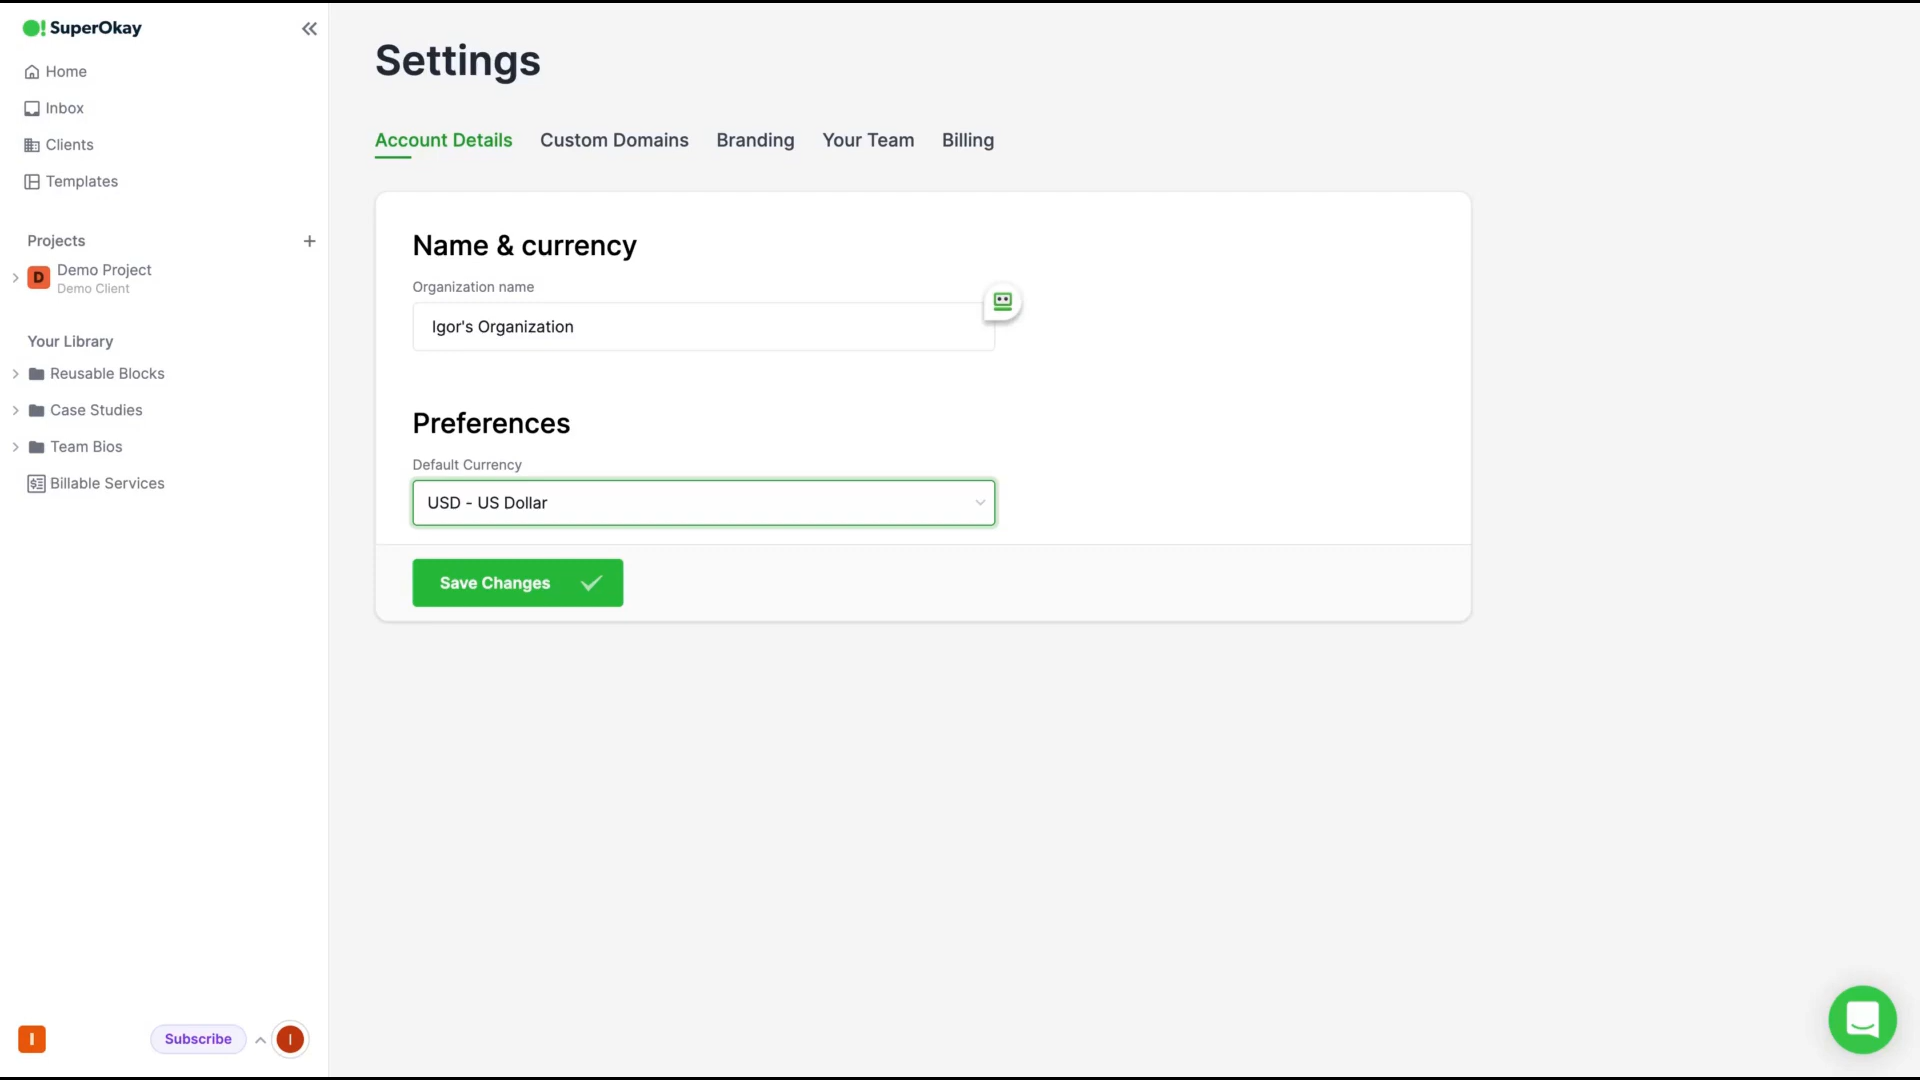 SuperOkay
Home
Inbox
Clients
Templates
Projects
D
Demo Project
Demo Client
Your Library
Reusable Blocks
Case Studies
Team Bios
Billable Services
I
Subscribe
I
Settings
Account Details Custom Domains Branding Your Team Billing
Name & currency
Organization name
Igor's Organization
Preferences
Default Currency
USD - US Dollar
Save Changes